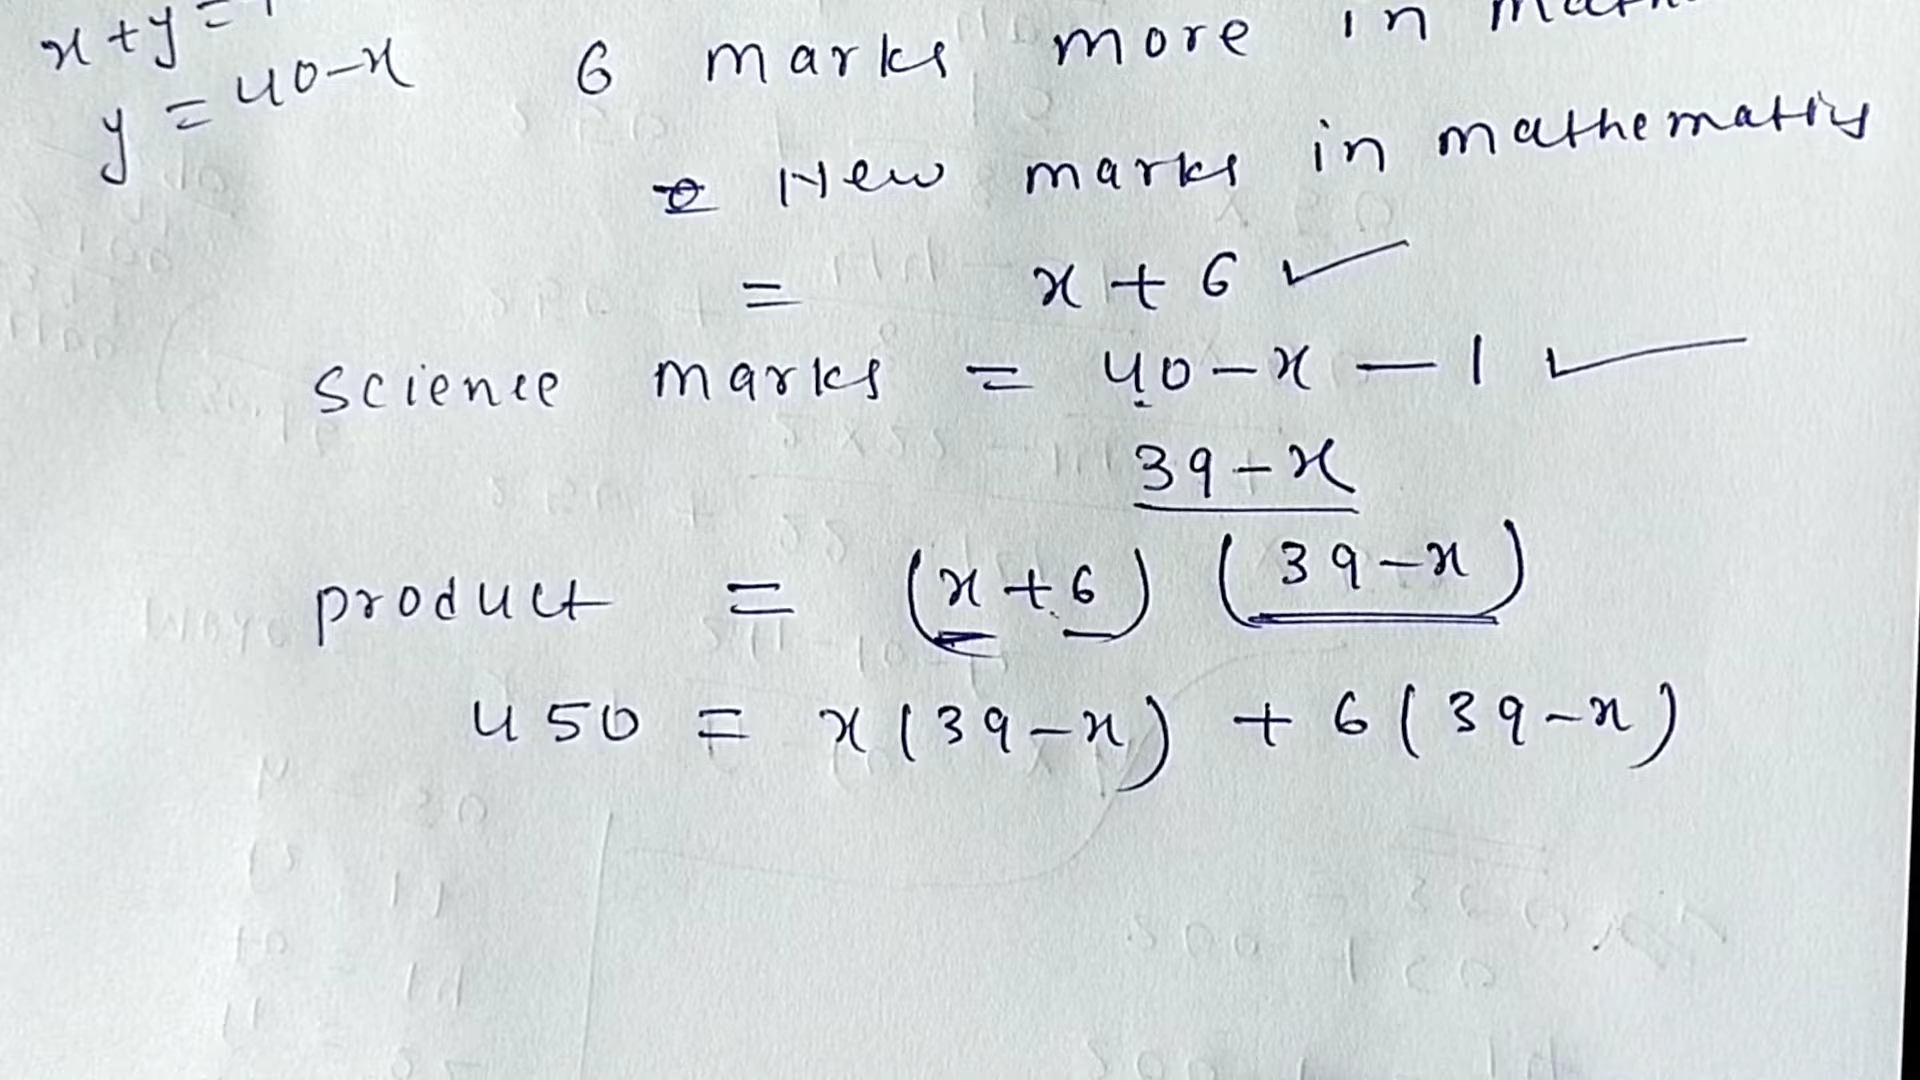 x+y=
y=40-x
6 marks more in
New marks in mathematics
= x+6 ✓
science marks = 40-x-1 ✓
39-x
product = (x+6) (39-x)
450 = x(39-x) + 6(39-x)